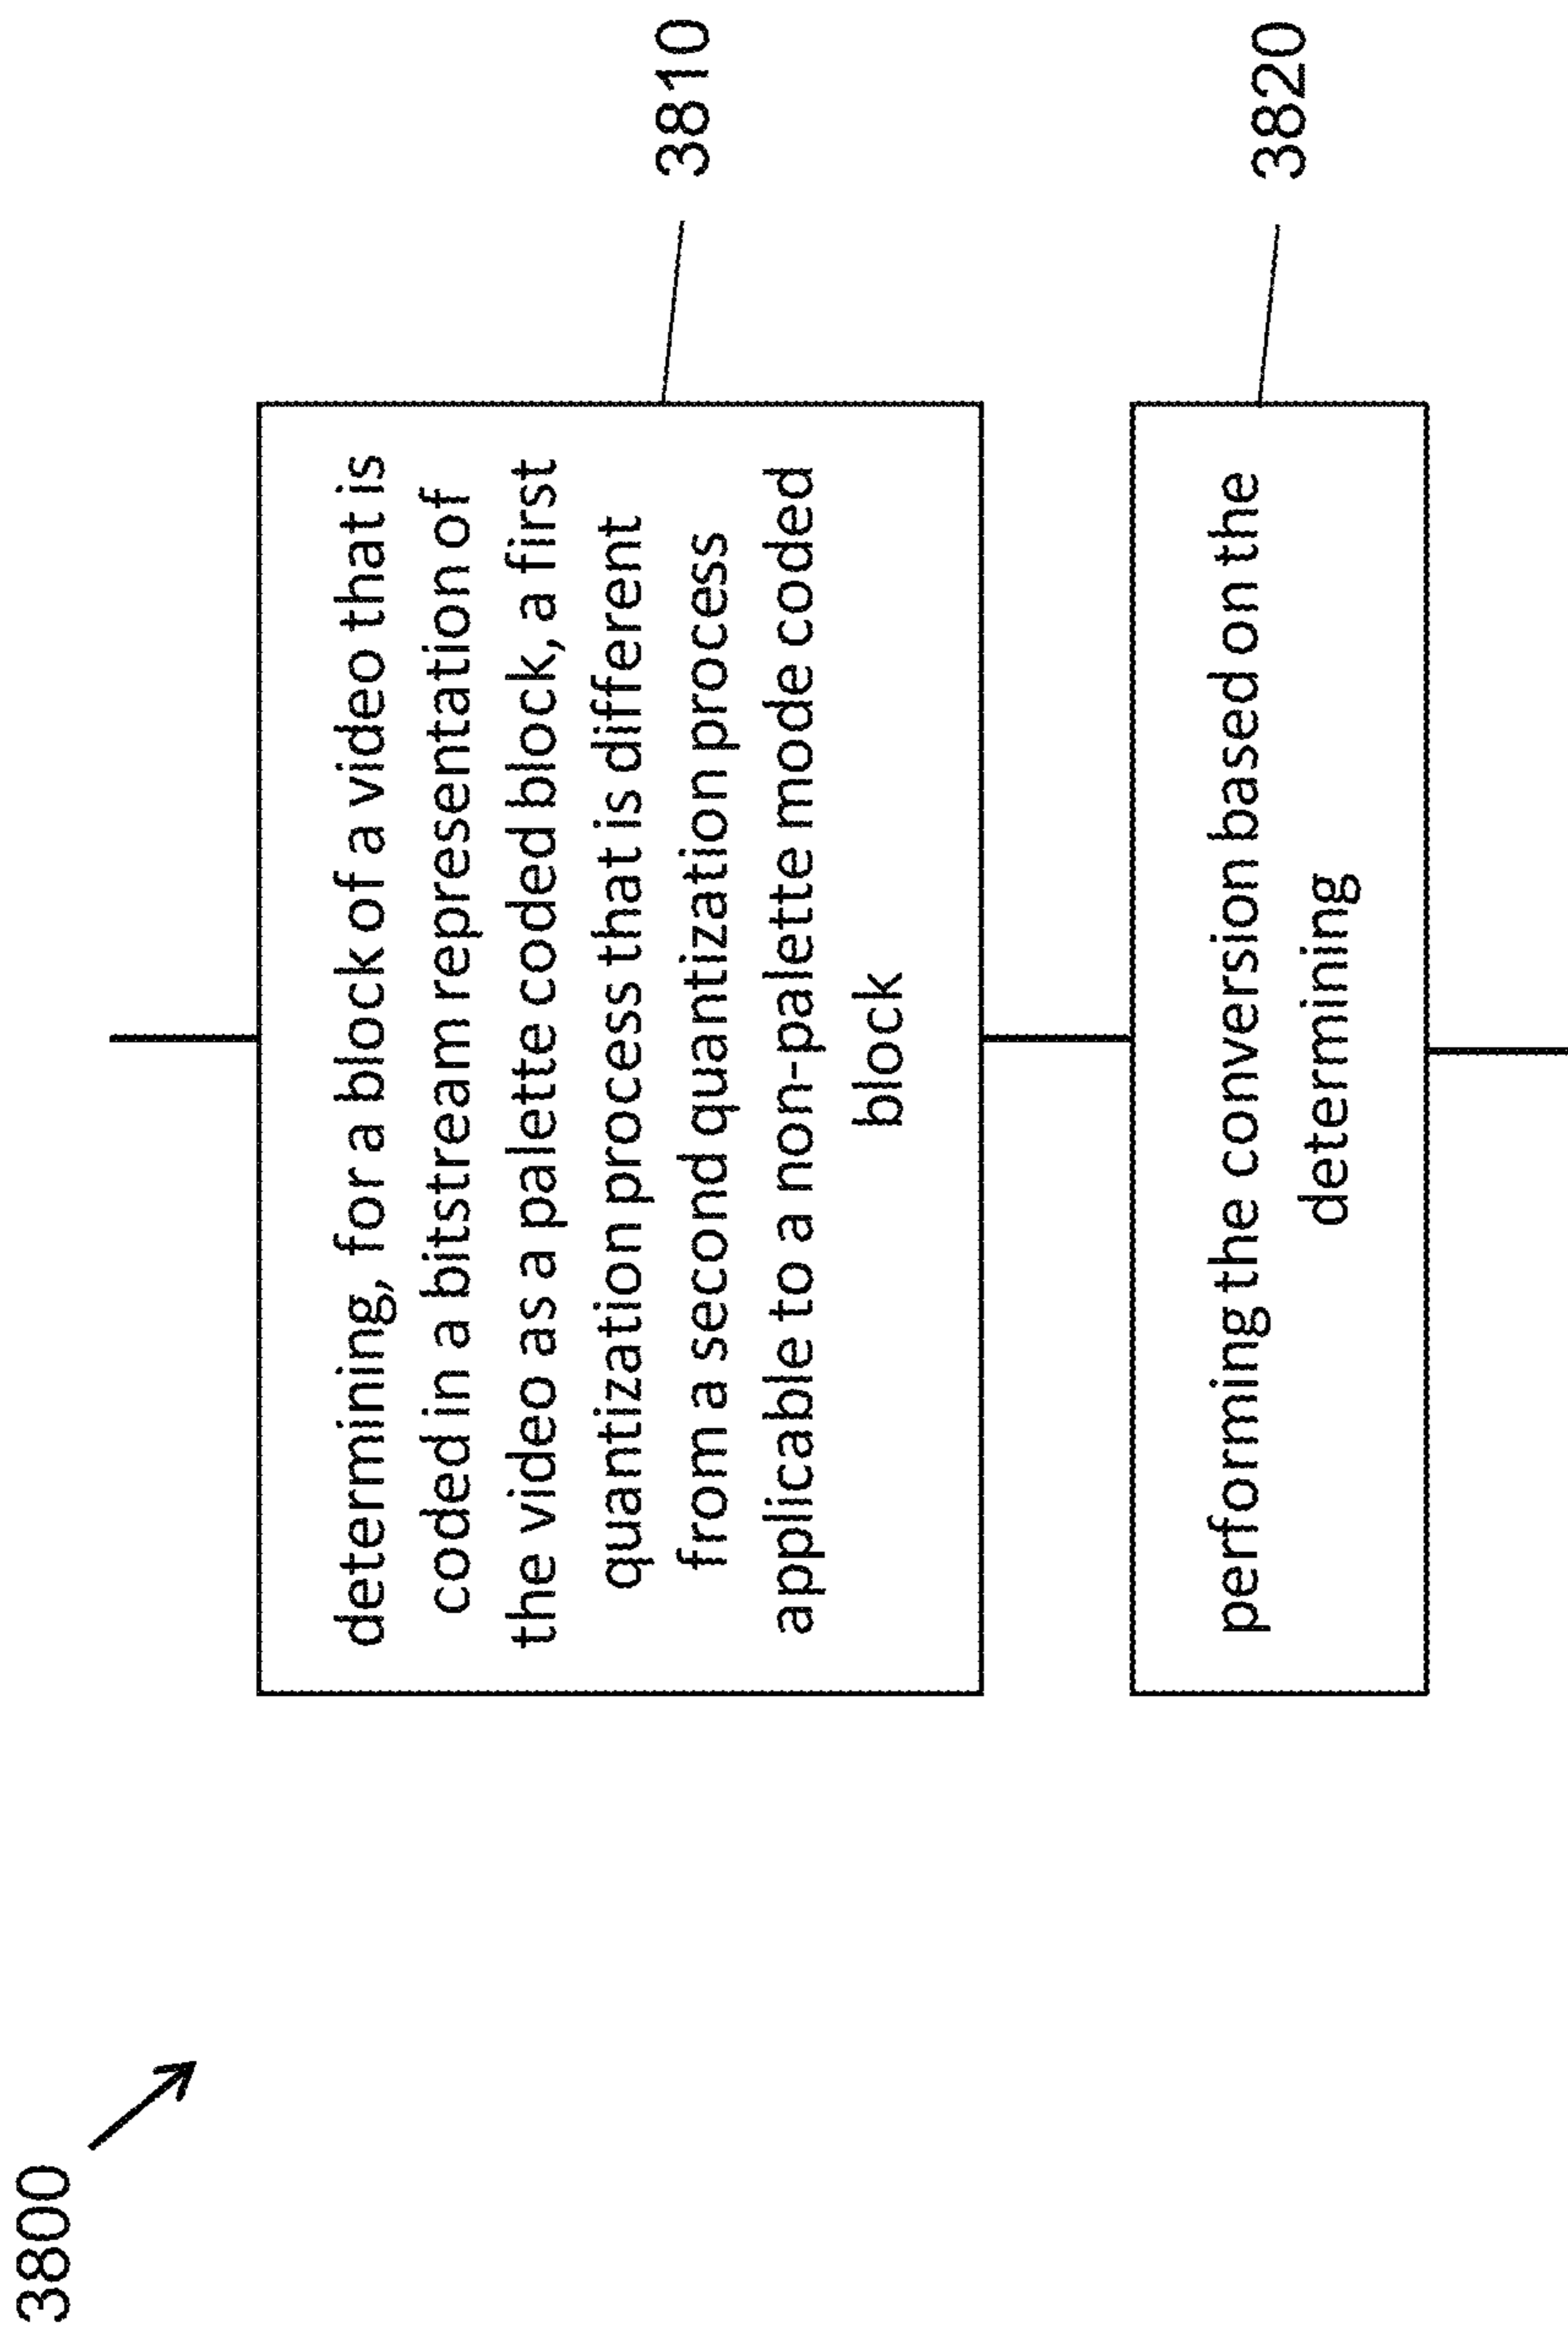 3800
determining, for a block of a video that is
coded in a bitstream representation of
the video as a palette coded block, a first
quantization process that is different
from a second quantization process
applicable to a non-palette mode coded
block
3810
performing the conversion based on the
determining
3820